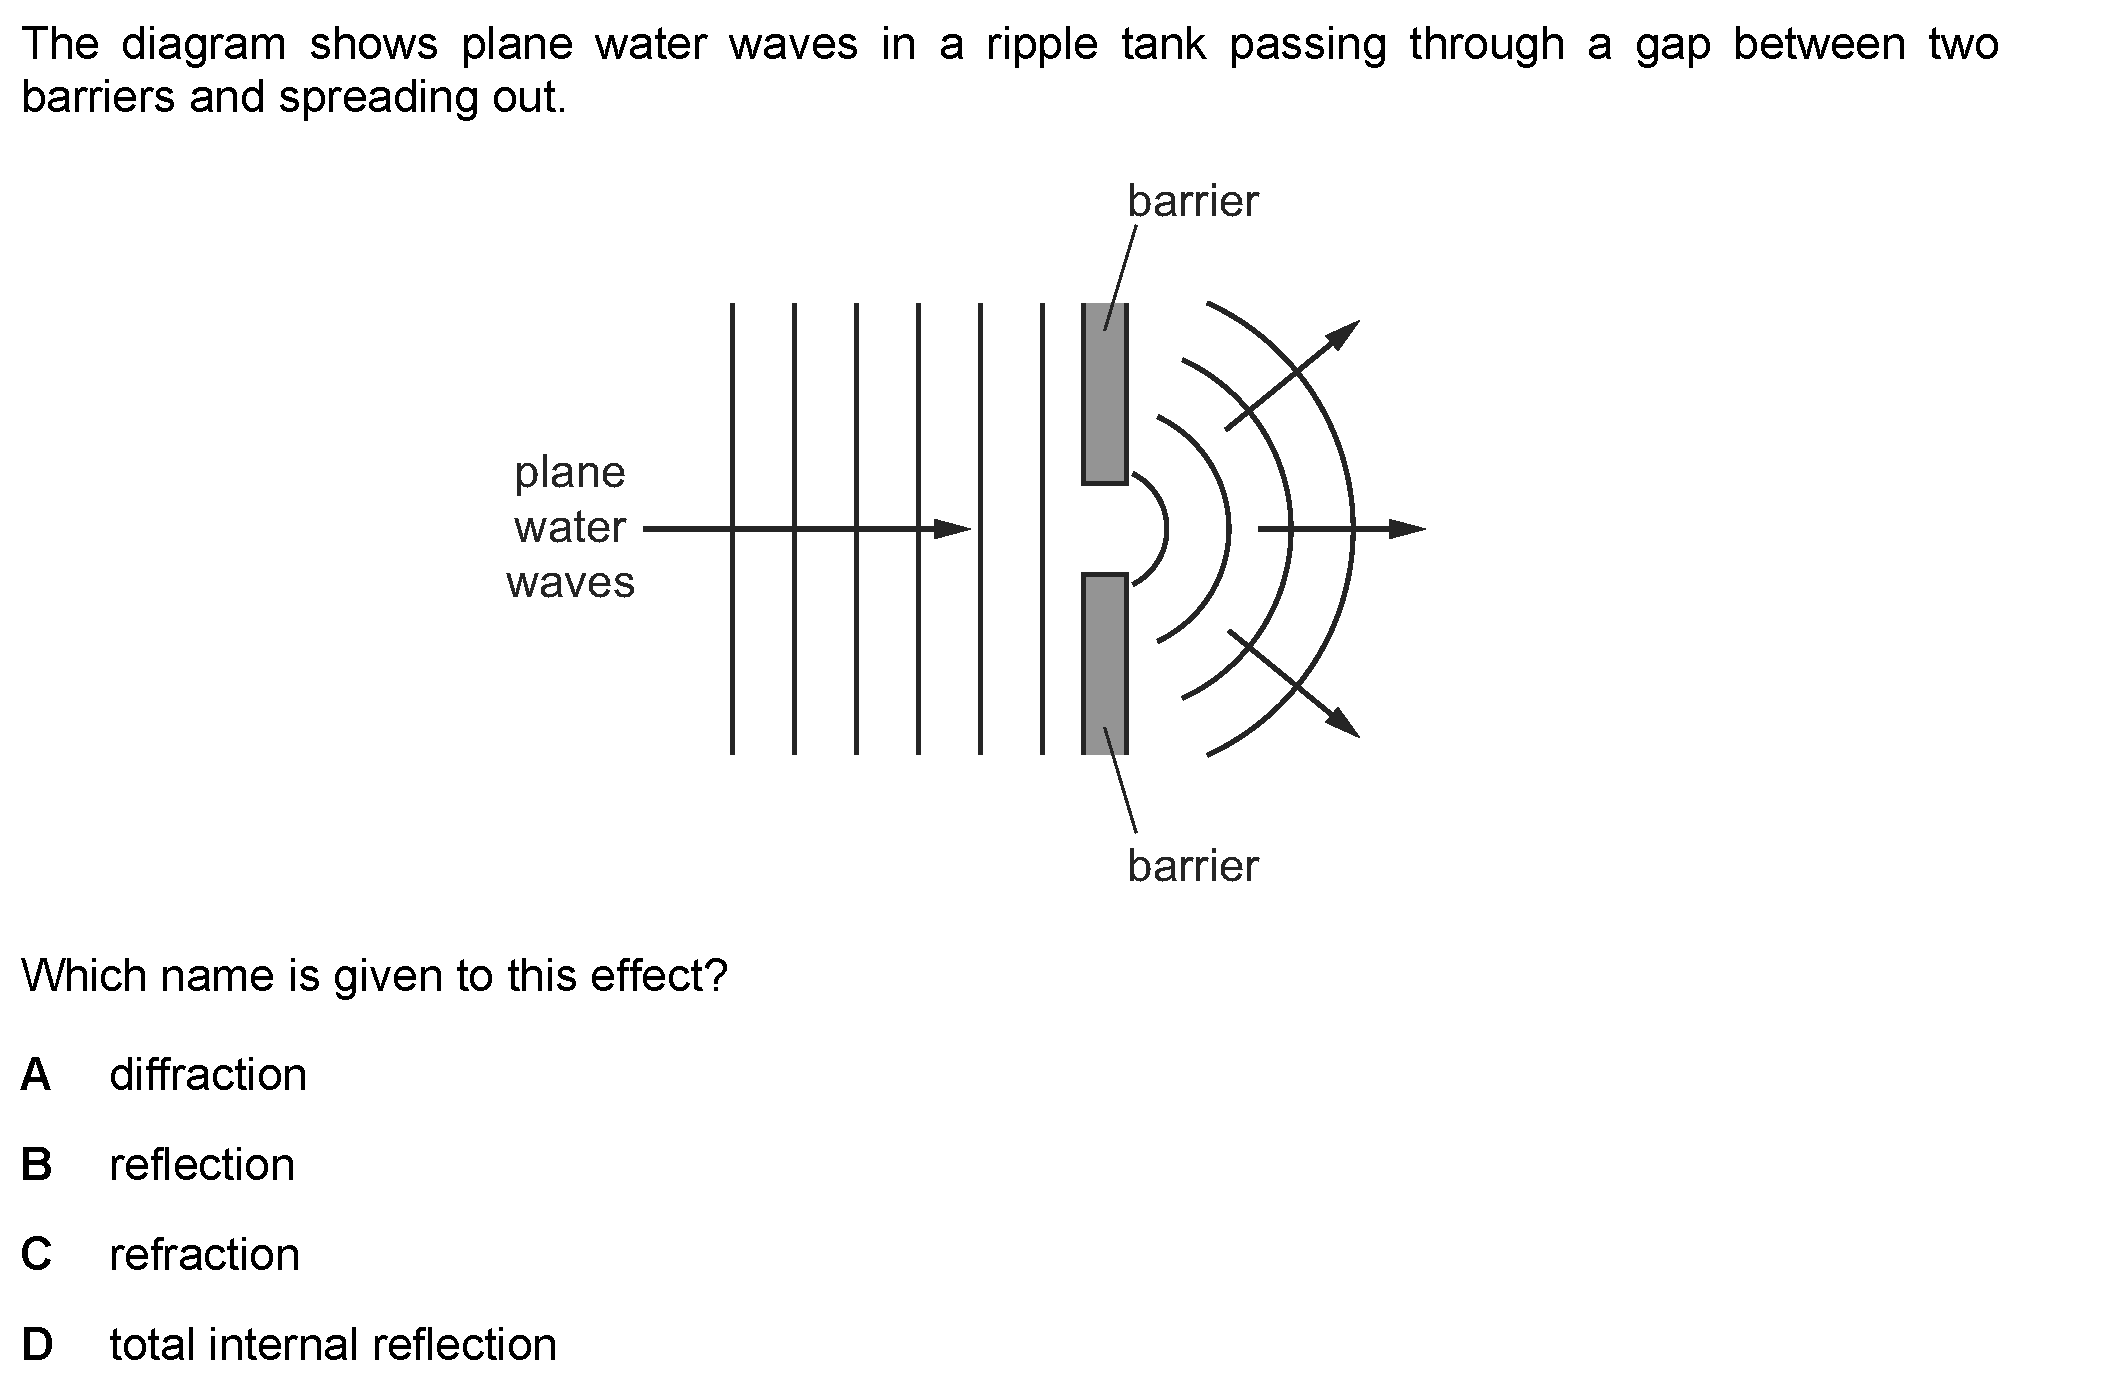 The diagram shows plane water waves in a ripple tank passing through a gap between two
barriers and spreading out.
barrier
plane
water
waves
barrier
Which name is given to this effect?
A diffraction
B reflection
C refraction
D total internal reflection